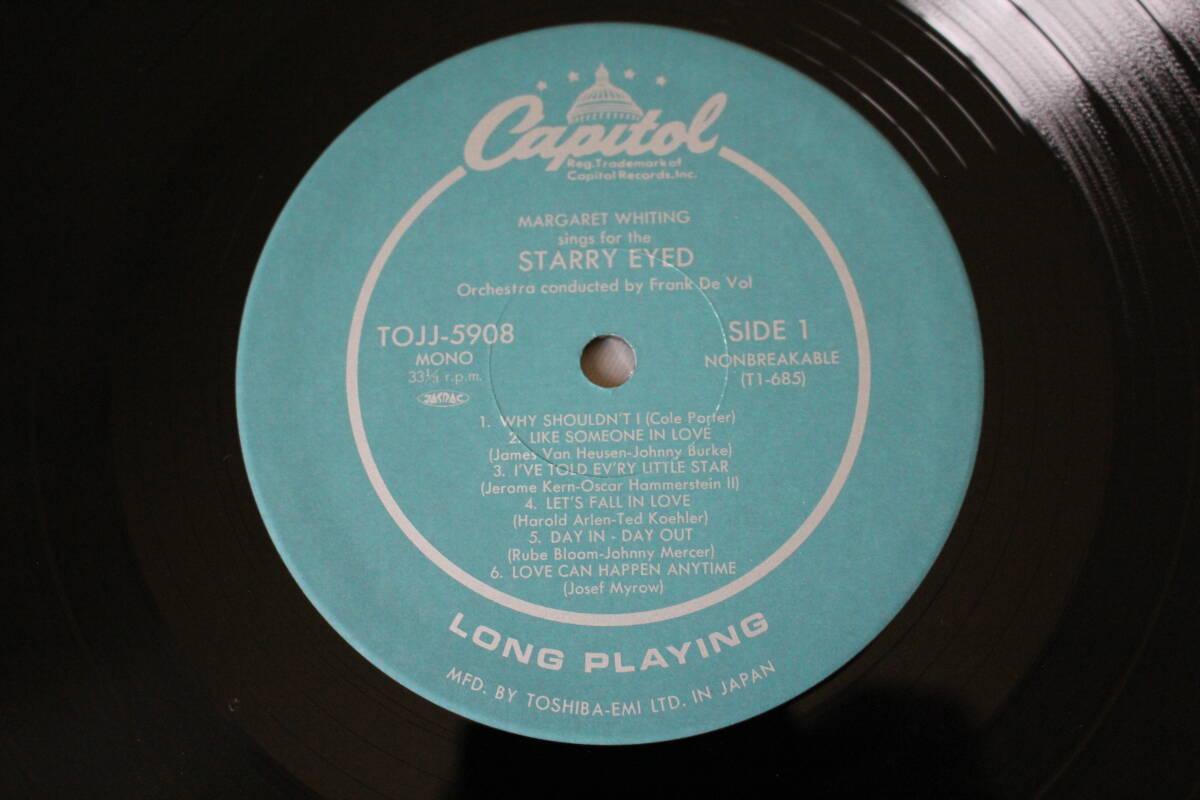 Capitol
Reg. Trademark of
Capitol Records, Inc.
MARGARET WHITING
sings for the
STARRY EYED
Orchestra conducted by Frank De Vol
TOJJ-5908
MONO
33⅓ r.p.m.
JASRAC
SIDE 1
NONBREAKABLE
(T1-685)
1. WHY SHOULDN'T I (Cole Porter)
2. LIKE SOMEONE IN LOVE
(James Van Heusen-Johnny Burke)
3. I'VE TOLD EV'RY LITTLE STAR
(Jerome Kern-Oscar Hammerstein II)
4. LET'S FALL IN LOVE
(Harold Arlen-Ted Koehler)
5. DAY IN - DAY OUT
(Rube Bloom-Johnny Mercer)
6. LOVE CAN HAPPEN ANYTIME
(Josef Myrow)
LONG PLAYING
MFD. BY TOSHIBA-EMI LTD. IN JAPAN